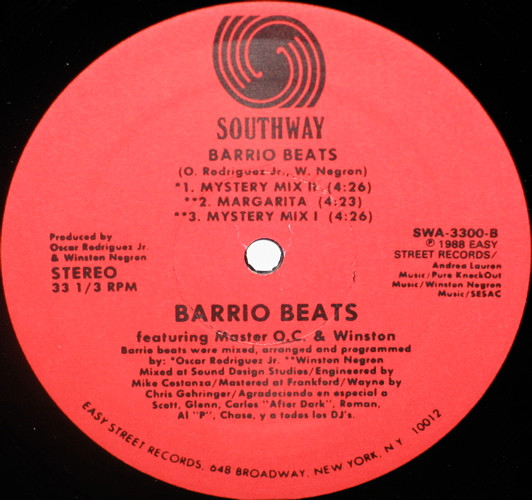 SOUTHWAY
BARRIO BEATS
(O. Rodriguez Jr., W. Negron)
*1. MYSTERY MIX II (4:26)
**2. MARGARITA (4:23)
**3. MYSTERY MIX I (4:26)
Produced by
Oscar Rodriguez Jr.
& Winston Negron
STEREO
33 1/3 RPM
SWA-3300-B
℗ 1988 EASY
STREET RECORDS/
Andrea Lauren
Music/Pure KnockOut
Music/Winston Negron
Music/SESAC
BARRIO BEATS
featuring Master O.C. & Winston
Barrio beats were mixed, arranged and programmed
by: *Oscar Rodriguez Jr. **Winston Negron
Mixed at Sound Design Studios/Engineered by
Mike Costanza/Mastered at Frankford/Wayne by
Chris Gehringer/Agradeciendo en especial a
Scott, Glenn, Carlos "After Dark", Roman,
Al "P", Chase, y a todos los DJ's.
EASY STREET RECORDS, 648 BROADWAY, NEW YORK, N.Y. 10012